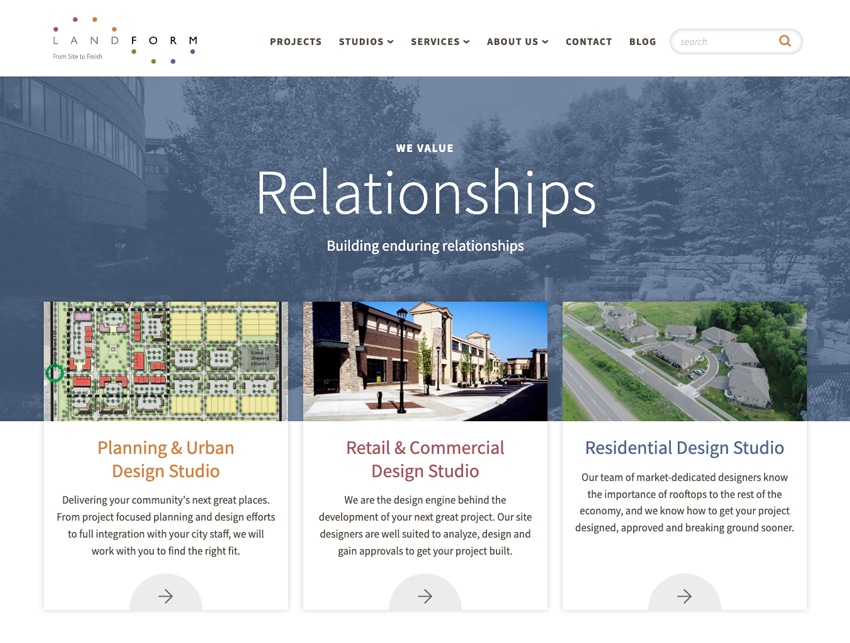 LANDFORM
From Site to Finish
PROJECTS STUDIOS SERVICES ABOUT US CONTACT BLOG search
WE VALUE
Relationships
Building enduring relationships
Planning & Urban
Design Studio
Delivering your community's next great places.
From project focused planning and design efforts
to full integration with your city staff, we will
work with you to find the right fit.
Retail & Commercial
Design Studio
We are the design engine behind the
development of your next great project. Our site
designers are well suited to analyze, design and
gain approvals to get your project built.
Residential Design Studio
Our team of market-dedicated designers know
the importance of rooftops to the rest of the
economy, and we know how to get your project
designed, approved and breaking ground sooner.